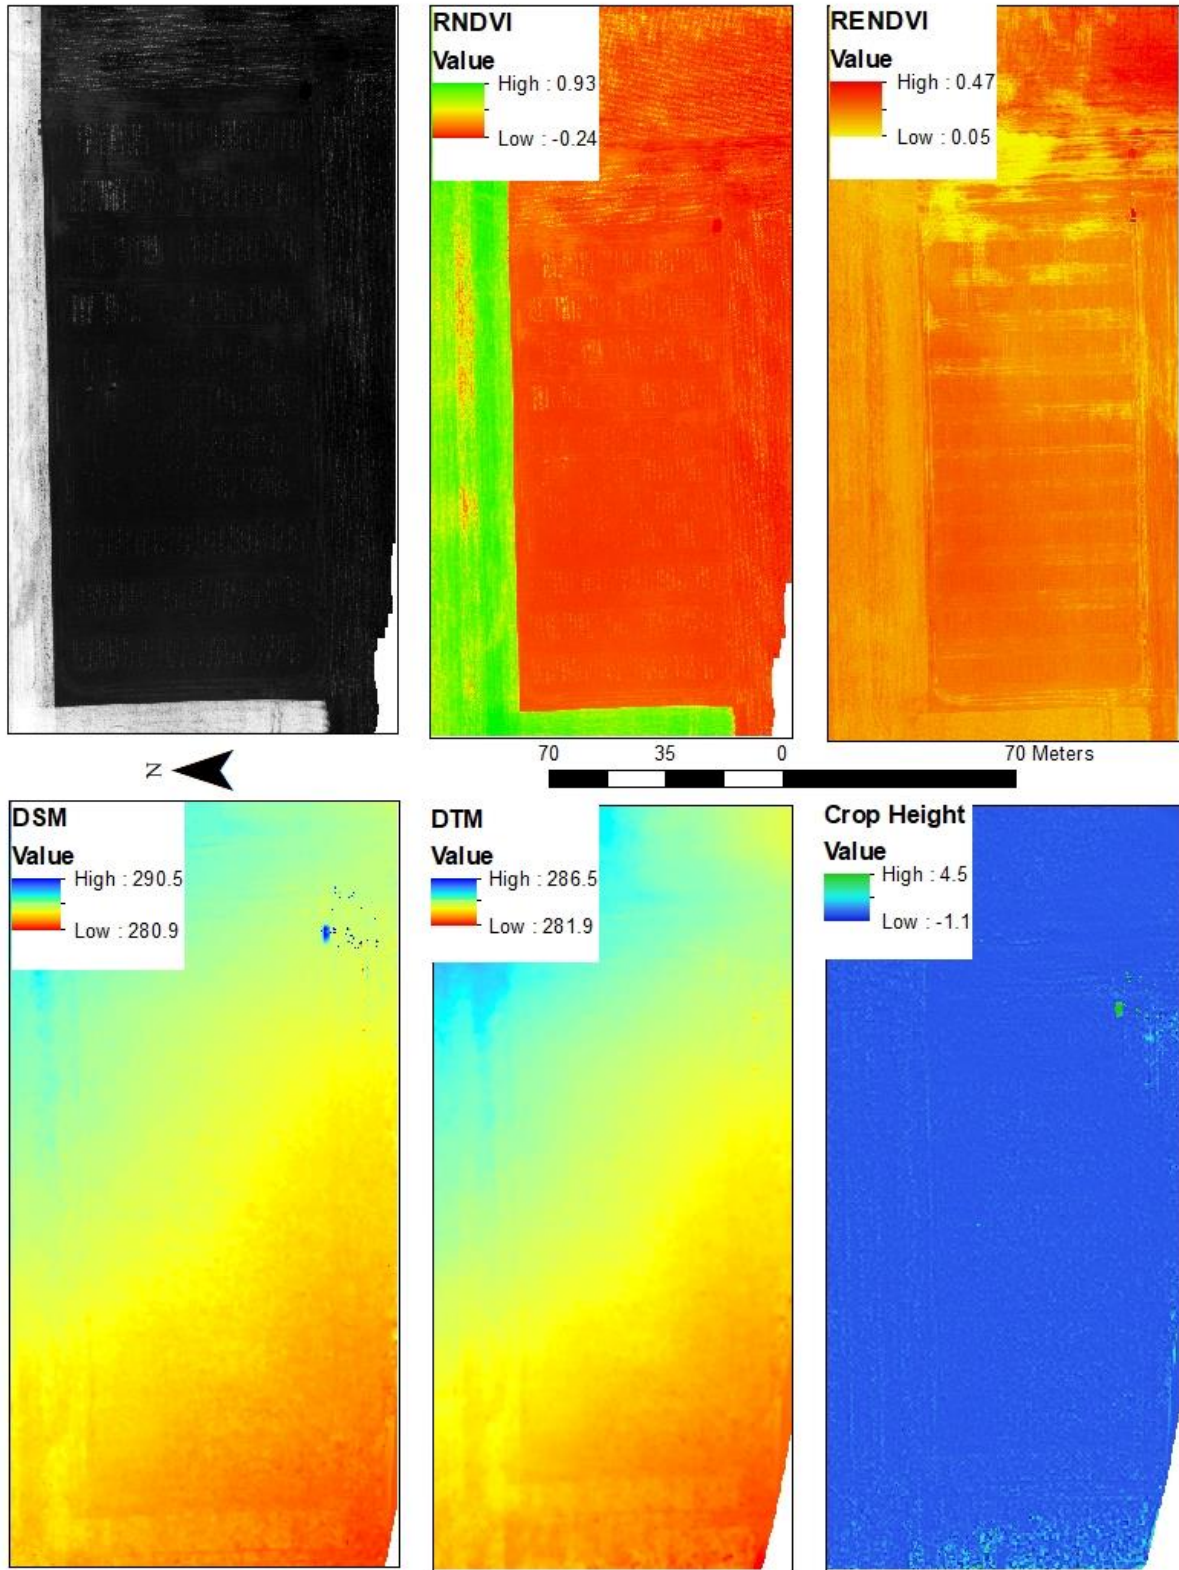 RNDVI
Value
High : 0.93
Low : -0.24
RENDVI
Value
High : 0.47
Low : 0.05
N
70 35 0 70 Meters
DSM
Value
High : 290.5
Low : 280.9
DTM
Value
High : 286.5
Low : 281.9
Crop Height
Value
High : 4.5
Low : -1.1